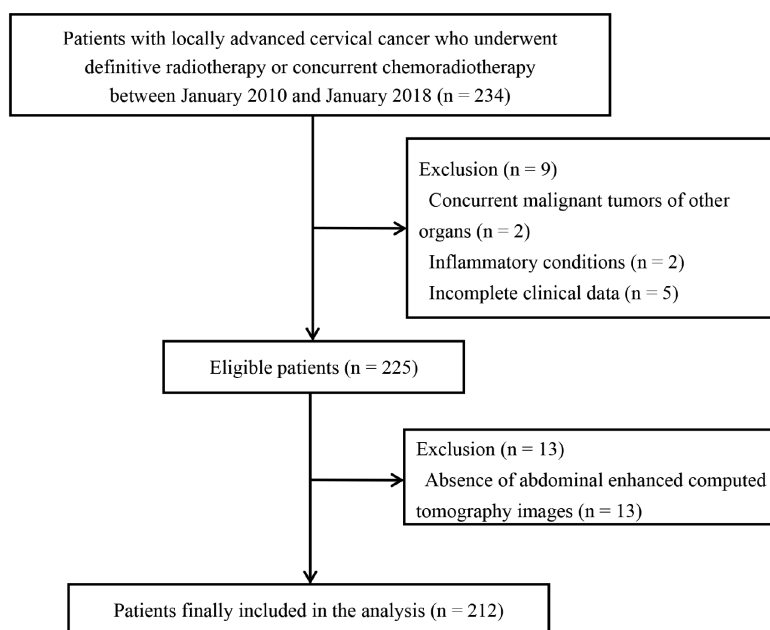 Patients with locally advanced cervical cancer who underwent
definitive radiotherapy or concurrent chemoradiotherapy
between January 2010 and January 2018 (n = 234)
Exclusion (n = 9)
Concurrent malignant tumors of other
organs (n = 2)
Inflammatory conditions (n = 2)
Incomplete clinical data (n = 5)
Eligible patients (n = 225)
Exclusion (n = 13)
Absence of abdominal enhanced computed
tomography images (n = 13)
Patients finally included in the analysis (n = 212)